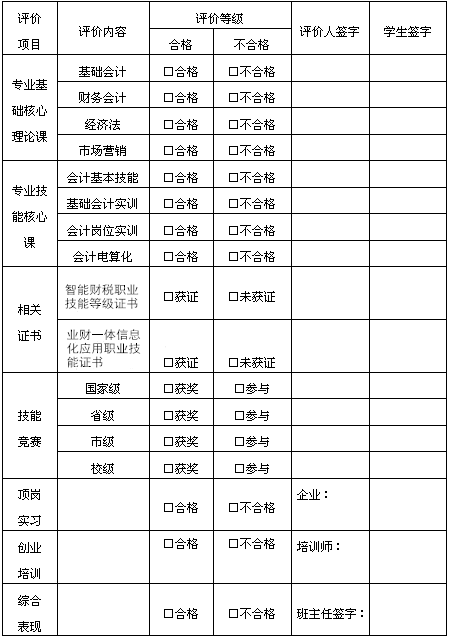 评价
项目
评价内容
评价等级
合格
不合格
评价人签字
学生签字
专业基
础核心
理论课
基础会计
□合格
□不合格
财务会计
□合格
□不合格
经济法
□合格
□不合格
市场营销
□合格
□不合格
专业技
能核心
课
会计基本技能
□合格
□不合格
基础会计实训
□合格
□不合格
会计岗位实训
□合格
□不合格
会计电算化
□合格
□不合格
相关
证书
智能财税职业
技能等级证书
□获证
□未获证
业财一体信息
化应用职业技
能证书
□获证
□未获证
技能
竞赛
国家级
□获奖
□参与
省级
□获奖
□参与
市级
□获奖
□参与
校级
□获奖
□参与
顶岗
实习
□合格
□不合格
企业：
创业
培训
□合格
□不合格
培训师：
综合
表现
□合格
□不合格
班主任签字：